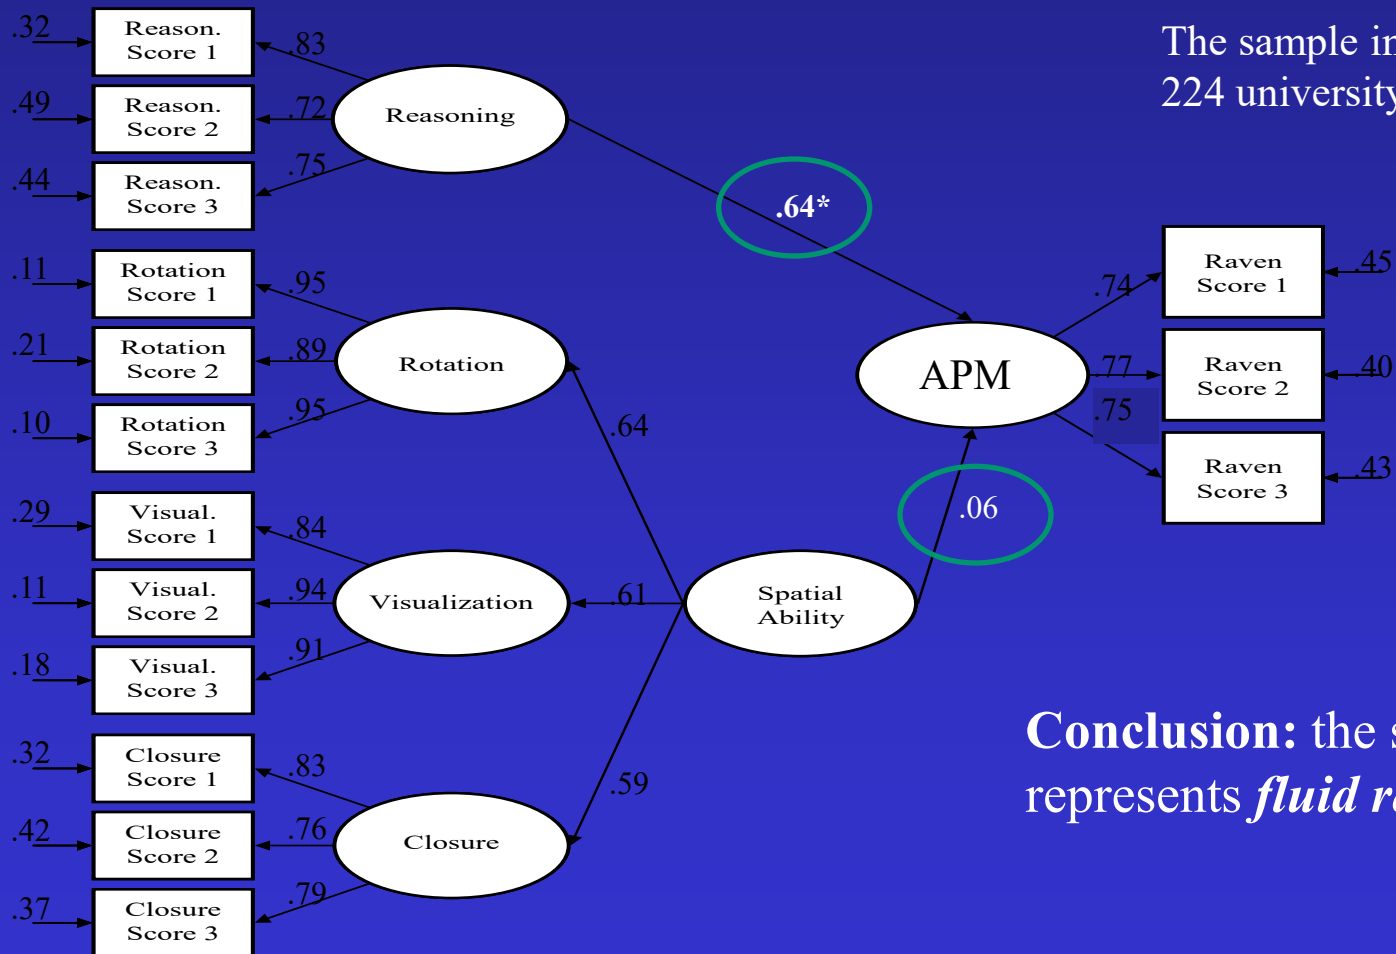 .32
Reason.
Score 1
.83
.49
Reason.
Score 2
.72
Reasoning
.44
Reason.
Score 3
.75
.11
Rotation
Score 1
.95
.21
Rotation
Score 2
.89
Rotation
.10
Rotation
Score 3
.95
.29
Visual.
Score 1
.84
.11
Visual.
Score 2
.94
Visualization
.18
Visual.
Score 3
.91
.32
Closure
Score 1
.83
.42
Closure
Score 2
.76
Closure
.37
Closure
Score 3
.79
.64
.61
.59
Spatial
Ability
.64*
.06
APM
.74
Raven
Score 1
.45
.77
Raven
Score 2
.40
.75
Raven
Score 3
.43
The sample
224 university
Conclusion: the
represents fluid